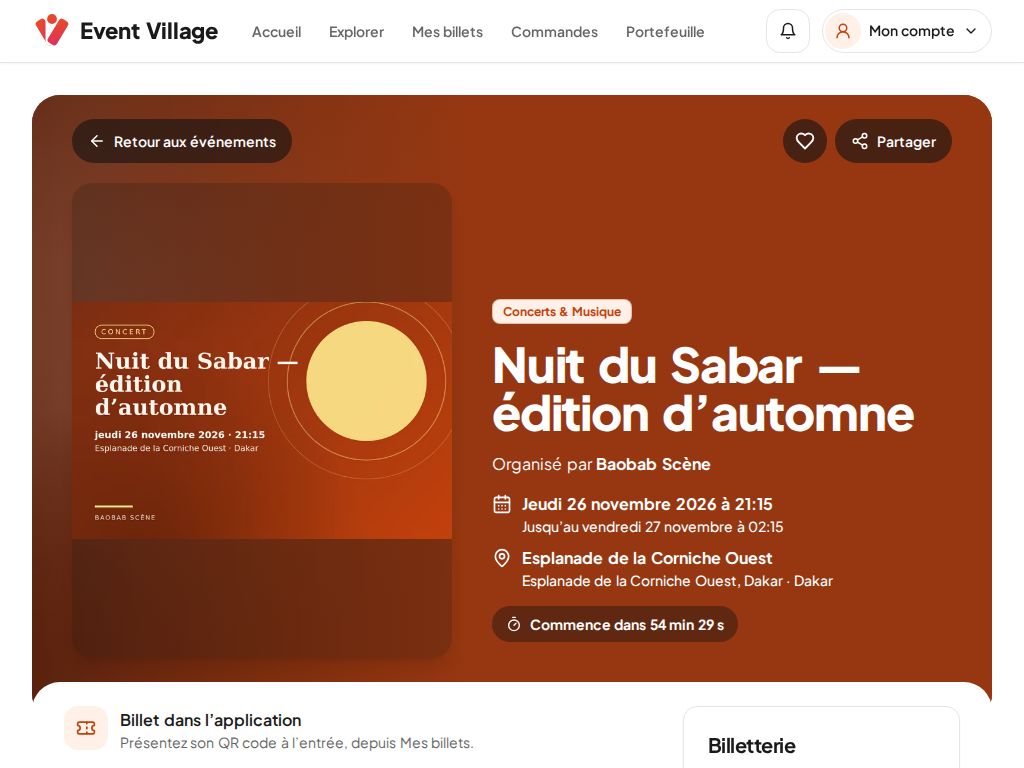 Event Village
Accueil
Explorer
Mes billets
Commandes
Portefeuille
Mon compte
Retour aux événements
Partager
CONCERT
Nuit du Sabar —
édition
d’automne
jeudi 26 novembre 2026 · 21:15
Esplanade de la Corniche Ouest · Dakar
BAOBAB SCÈNE
Concerts & Musique
Nuit du Sabar —
édition d’automne
Organisé par Baobab Scène
Jeudi 26 novembre 2026 à 21:15
Jusqu’au vendredi 27 novembre à 02:15
Esplanade de la Corniche Ouest
Esplanade de la Corniche Ouest, Dakar · Dakar
Commence dans 54 min 29 s
Billet dans l’application
Présentez son QR code à l’entrée, depuis Mes billets.
Billetterie